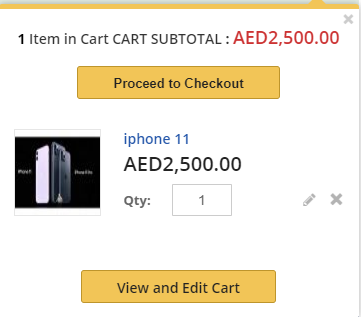 1 Item in Cart CART SUBTOTAL : AED2,500.00
Proceed to Checkout
iphone 11
AED2,500.00
Qty: 1
View and Edit Cart